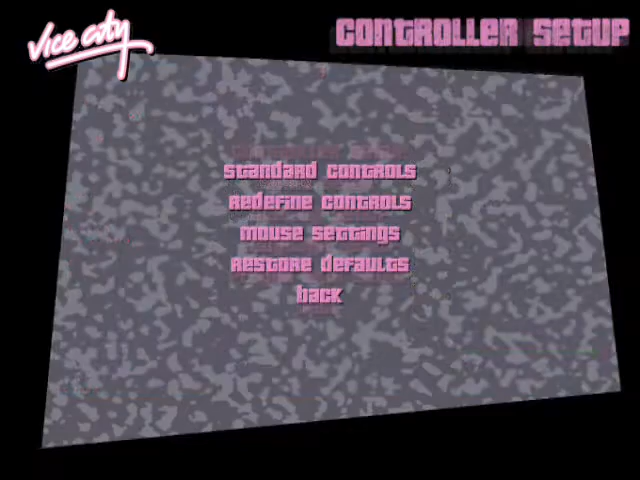 vice city
CONTROLLER SETUP
STANDARD CONTROLS
REDEFINE CONTROLS
MOUSE SETTINGS
RESTORE DEFAULTS
BACK